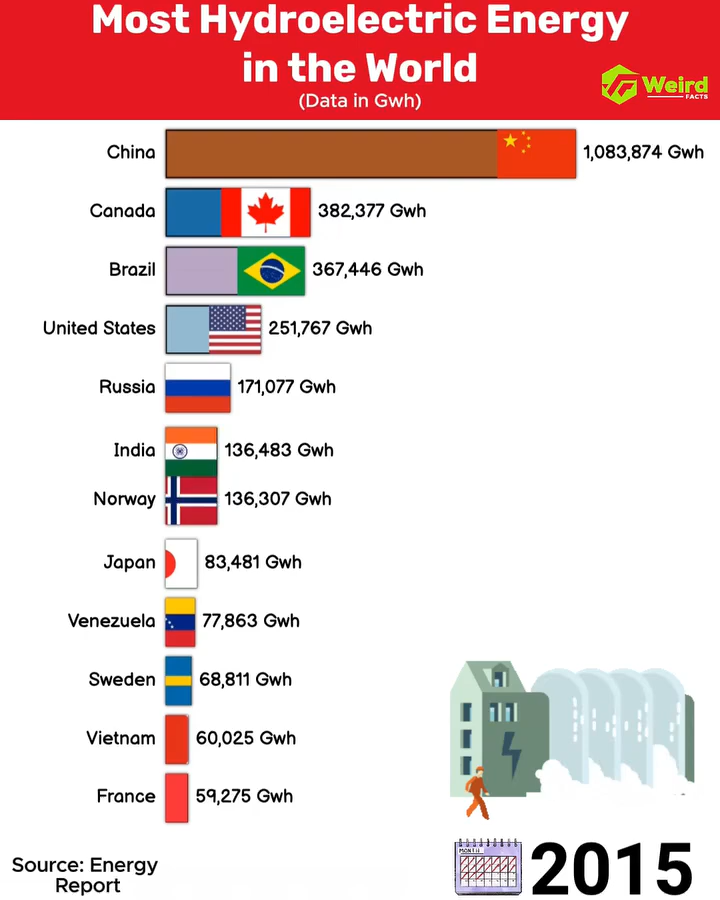 Most Hydroelectric Energy
in the World
(Data in Gwh)
Weird
FACTS
China 1,083,874 Gwh
Canada 382,377 Gwh
Brazil 367,446 Gwh
United States 251,767 Gwh
Russia 171,077 Gwh
India 136,483 Gwh
Norway 136,307 Gwh
Japan 83,481 Gwh
Venezuela 77,863 Gwh
Sweden 68,811 Gwh
Vietnam 60,025 Gwh
France 59,275 Gwh
Source: Energy
Report
MONTH
2015